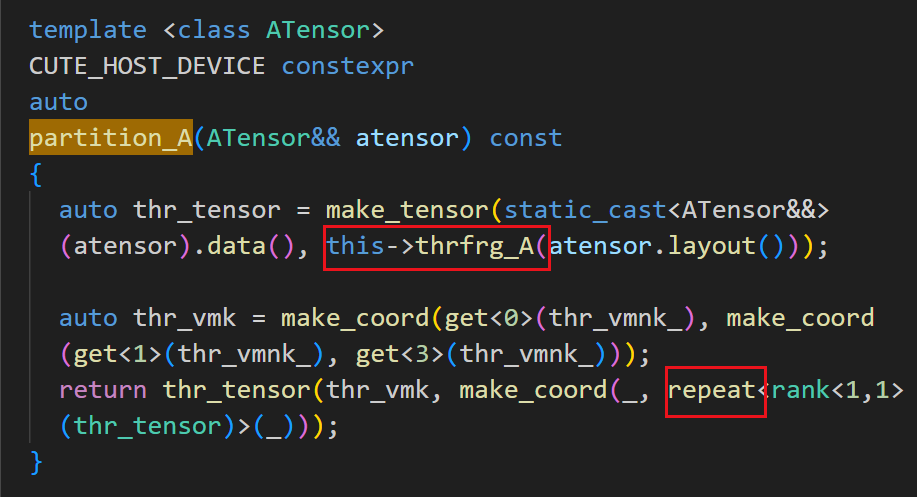 template <class ATensor>
CUTE_HOST_DEVICE constexpr
auto
partition_A(ATensor&& atensor) const
{
auto thr_tensor = make_tensor(static_cast<ATensor&&>
(atensor).data(), this->thrfrg_A(atensor.layout()));
auto thr_vmk = make_coord(get<0>(thr_vmnk_), make_coord
(get<1>(thr_vmnk_), get<3>(thr_vmnk_)));
return thr_tensor(thr_vmk, make_coord(_, repeat<rank<1,1>
(thr_tensor)>(_)));
}